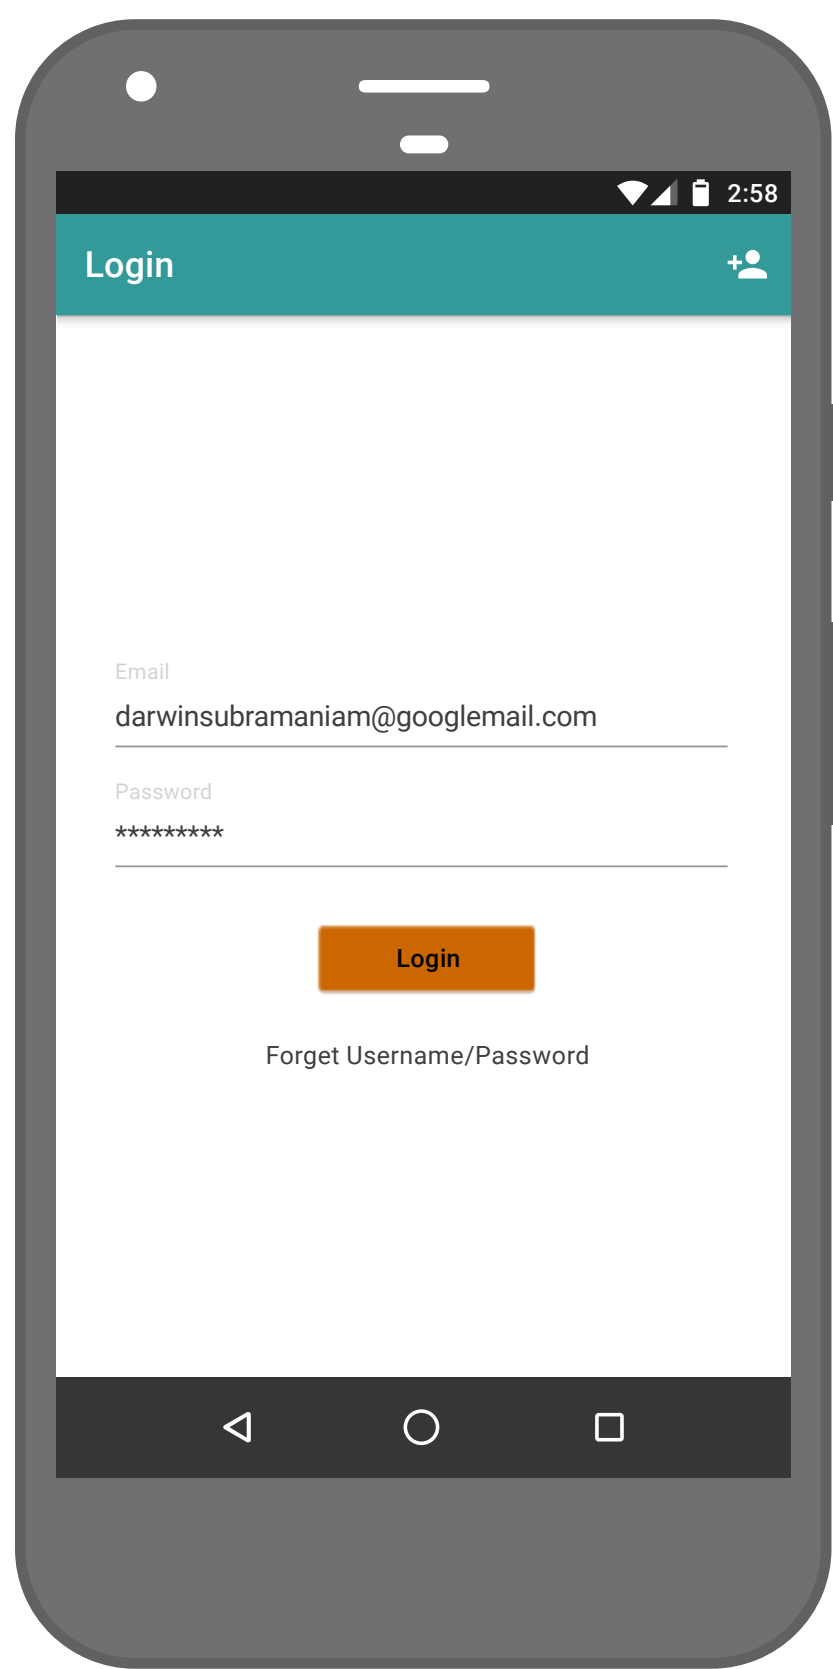 2:58
Login
Email
darwinsubramaniam@googlemail.com
Password
*********
Login
Forget Username/Password